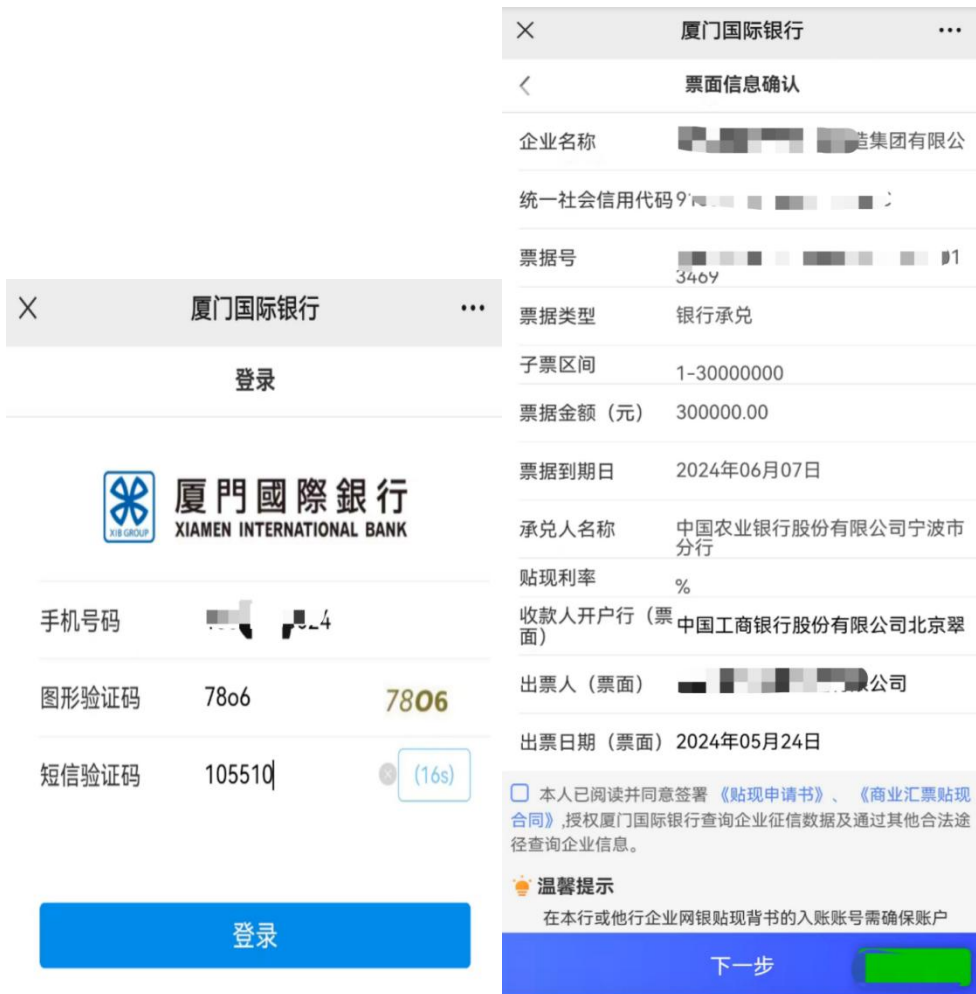 厦门国际银行
登录
厦門國際銀行
XIAMEN INTERNATIONAL BANK
XIB GROUP
手机号码 4
图形验证码 78o6 78O6
短信验证码 105510 (16s)
登录
厦门国际银行
票面信息确认
企业名称 造集团有限公
统一社会信用代码 9
票据号 1
3469
票据类型 银行承兑
子票区间 1-30000000
票据金额（元） 300000.00
票据到期日 2024年06月07日
承兑人名称 中国农业银行股份有限公司宁波市
分行
贴现利率 %
收款人开户行（票
面） 中国工商银行股份有限公司北京翠
出票人（票面） 公司
出票日期（票面） 2024年05月24日
本人已阅读并同意签署 《贴现申请书》、 《商业汇票贴现
合同》,授权厦门国际银行查询企业征信数据及通过其他合法途
径查询企业信息。
温馨提示
在本行或他行企业网银贴现背书的入账账号需确保账户
下一步